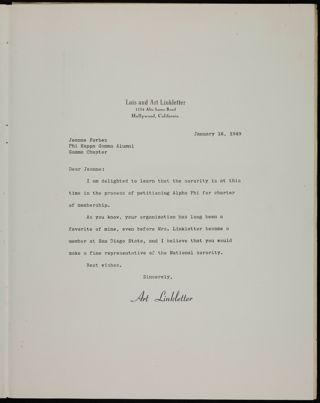 Lois and Art Linkletter
1224 Alta Loma Road
Hollywood, California
January 18, 1949
Jeanne Forbes
Phi Kappa Gamma Alumni
Gamma Chapter
Dear Jeanne:
I am delighted to learn that the sorority is at this
time in the process of petitioning Alpha Phi for charter
of membership.
As you know, your organization has long been a
favorite of mine, even before Mrs. Linkletter became a
member at San Diego State, and I believe that you would
make a fine representative of the National sorority.
Best wishes,
Sincerely,
Art Linkletter